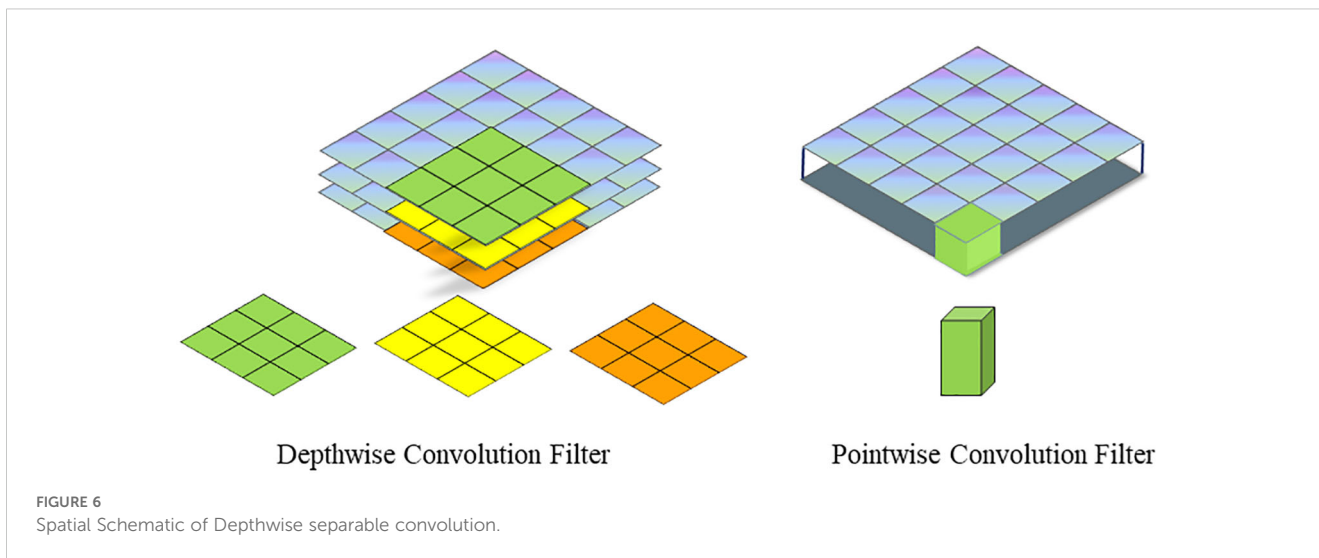 Depthwise Convolution Filter
Pointwise Convolution Filter
FIGURE 6
Spatial Schematic of Depthwise separable convolution.